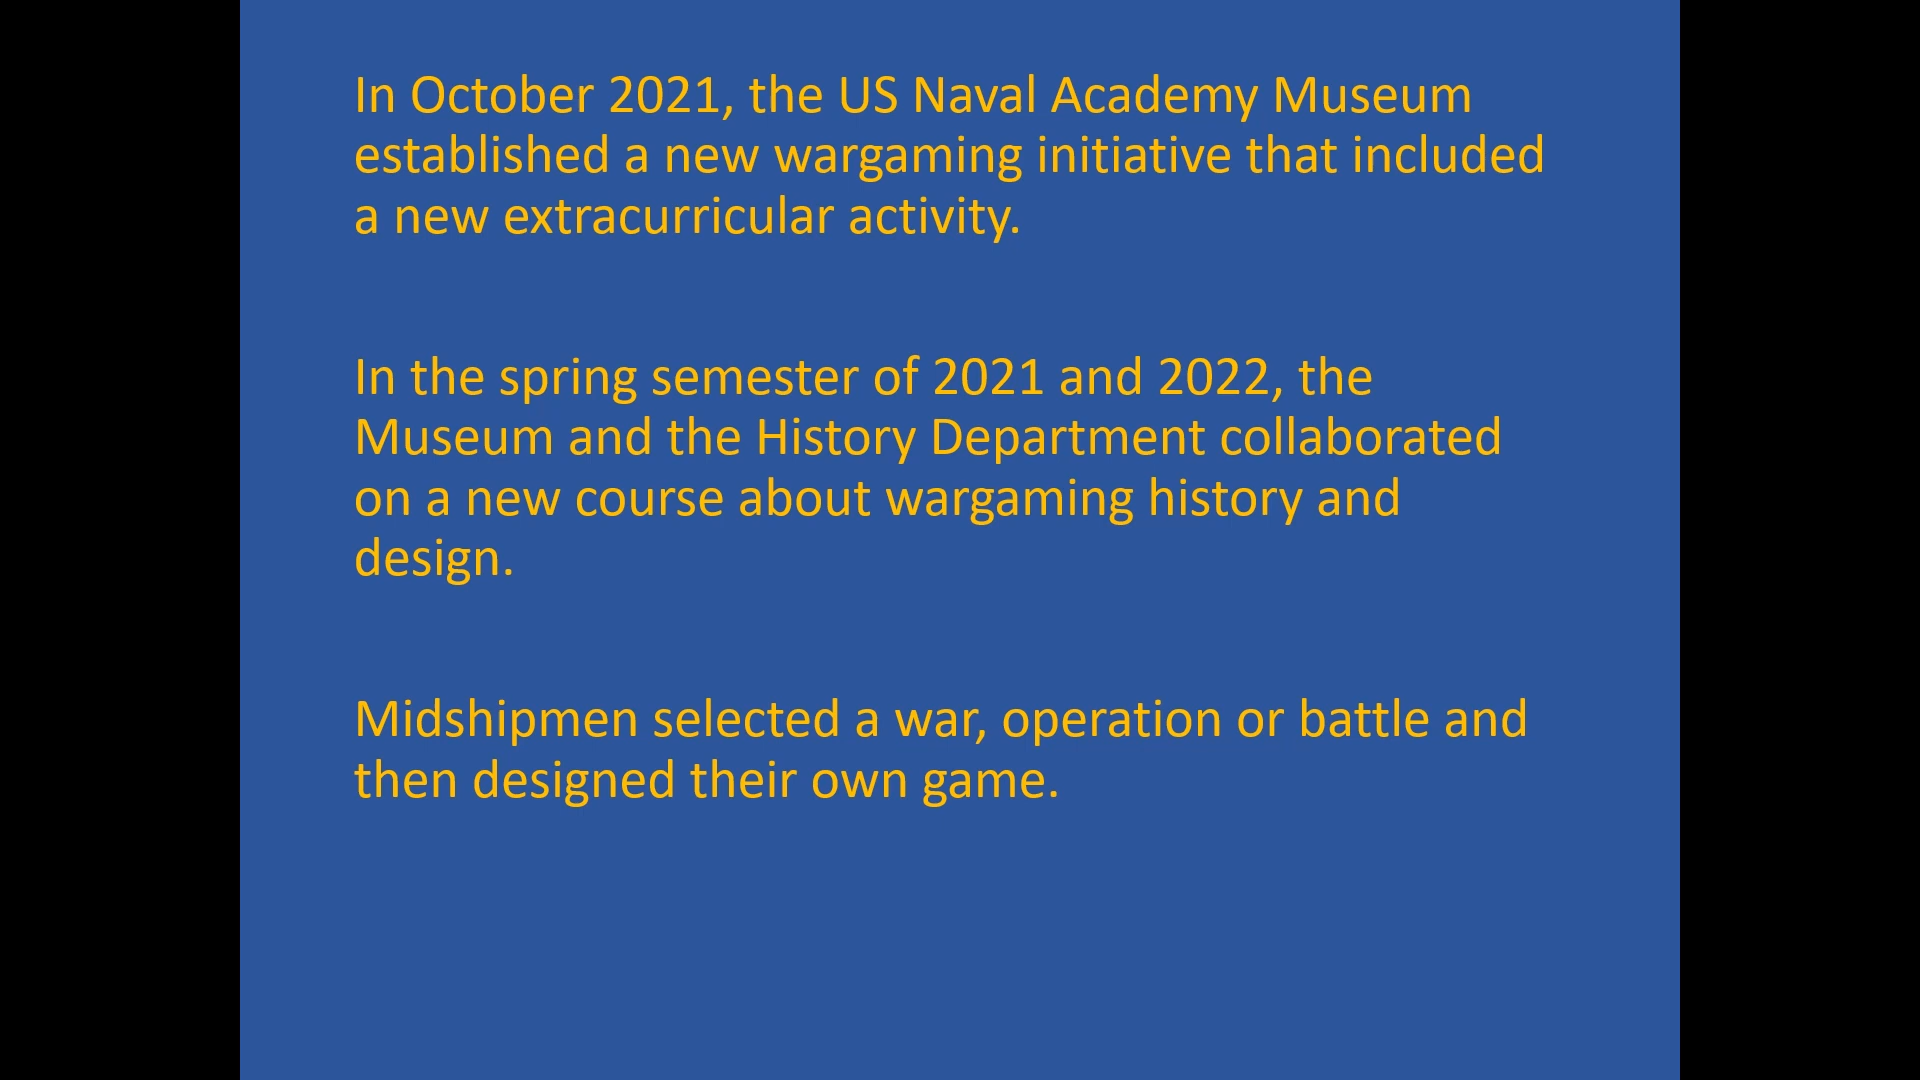 In October 2021, the US Naval Academy Museum
established a new wargaming initiative that included
a new extracurricular activity.
In the spring semester of 2021 and 2022, the
Museum and the History Department collaborated
on a new course about wargaming history and
design.
Midshipmen selected a war, operation or battle and
then designed their own game.